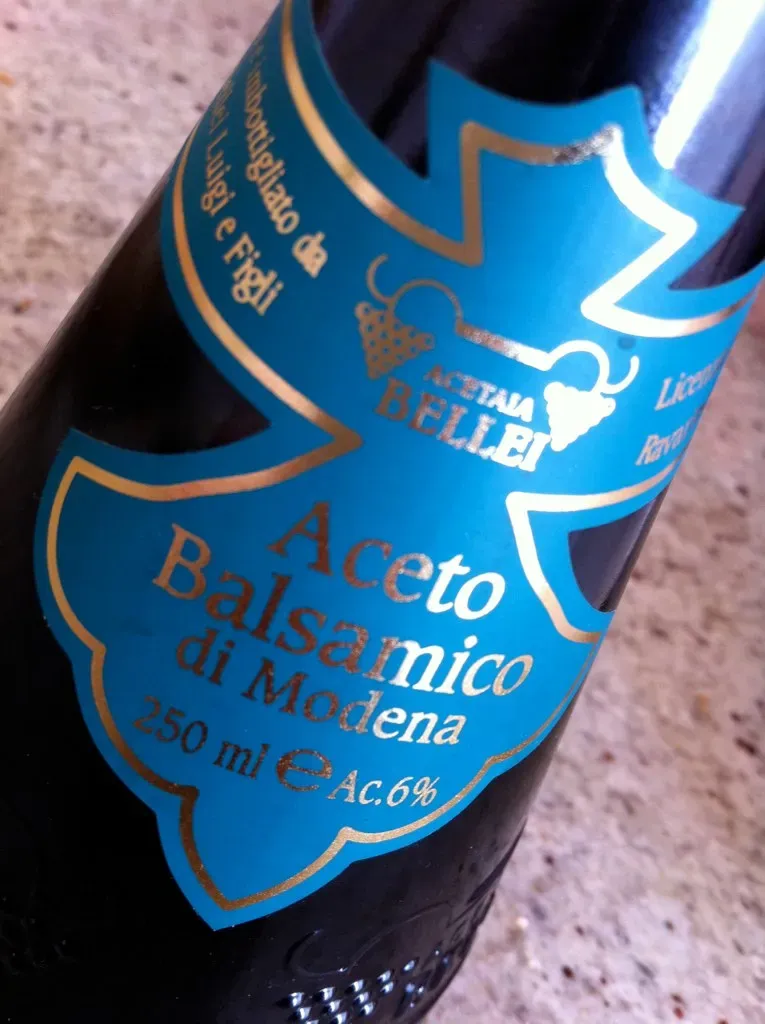 imbottigliato da
Luigi e Figli
ACETAIA
BELLEI
Aceto
Balsamico
di Modena
250 ml ℮ Ac.6%